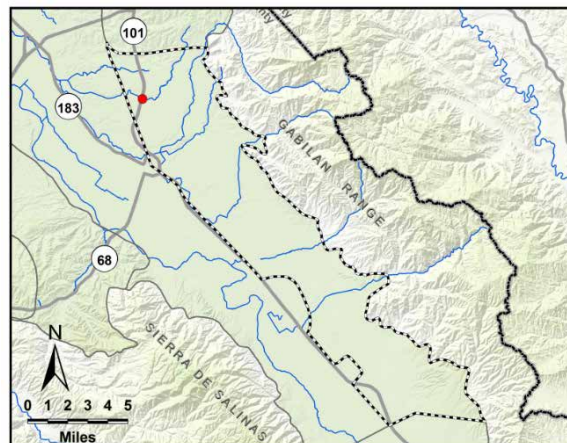 101
183
GABILAN RANGE
68
SIERRA DE SALINAS
N
0 1 2 3 4 5
Miles